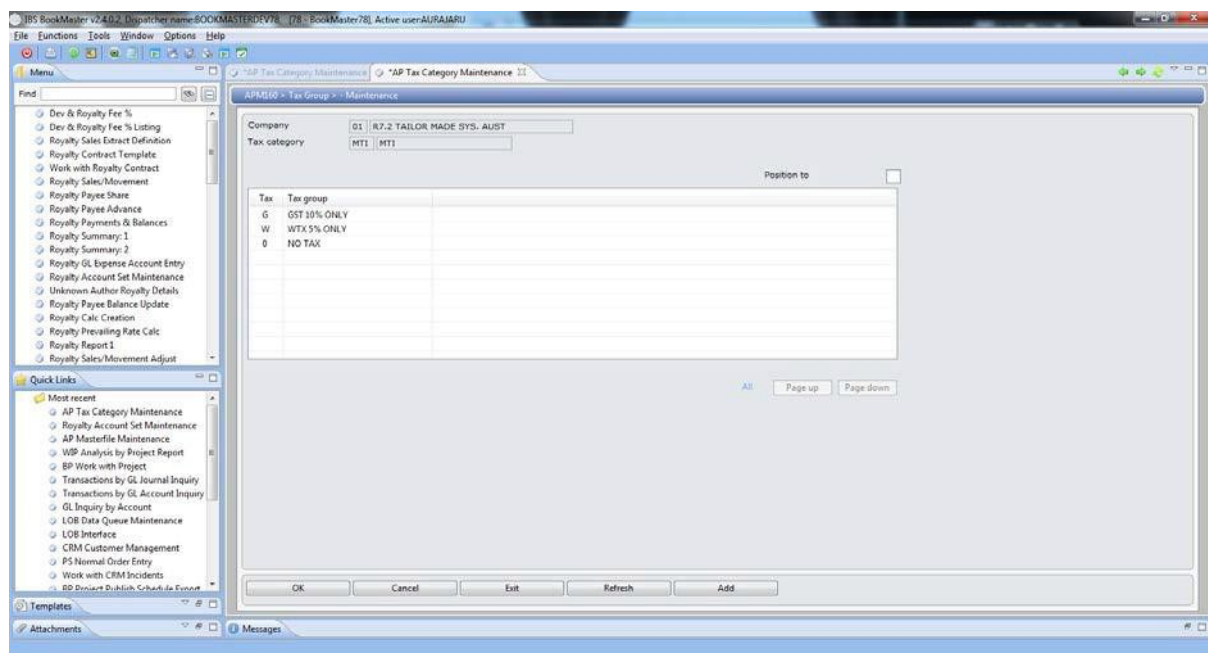 IBS BookMaster v2.4.0.2, Dispatcher name:BOOKMASTERDEV78 [78 - BookMaster78], Active user:AURAJARU
File Functions Tools Window Options Help
Menu
Find
Dev & Royalty Fee %
Dev & Royalty Fee % Listing
Royalty Sales Extract Definition
Royalty Contract Template
Work with Royalty Contract
Royalty Sales/Movement
Royalty Payee Share
Royalty Payee Advance
Royalty Payments & Balances
Royalty Summary: 1
Royalty Summary: 2
Royalty GL Expense Account Entry
Royalty Account Set Maintenance
Unknown Author Royalty Details
Royalty Payee Balance Update
Royalty Calc Creation
Royalty Prevailing Rate Calc
Royalty Report 1
Royalty Sales/Movement Adjust
Quick Links
Most recent
AP Tax Category Maintenance
Royalty Account Set Maintenance
AP Masterfile Maintenance
WIP Analysis by Project Report
BP Work with Project
Transactions by GL Journal Inquiry
Transactions by GL Account Inquiry
GL Inquiry by Account
LOB Data Queue Maintenance
LOB Interface
CRM Customer Management
PS Normal Order Entry
Work with CRM Incidents
BP Project Publish Schedule Export
Templates
Attachments
*AP Tax Category Maintenance
*AP Tax Category Maintenance
APM160 > Tax Group > - Maintenance
Company 01 R7.2 TAILOR MADE SYS. AUST
Tax category MTI MTI
Position to
Tax Tax group
G GST 10% ONLY
W WTX 5% ONLY
0 NO TAX
All Page up Page down
OK Cancel Exit Refresh Add
Messages